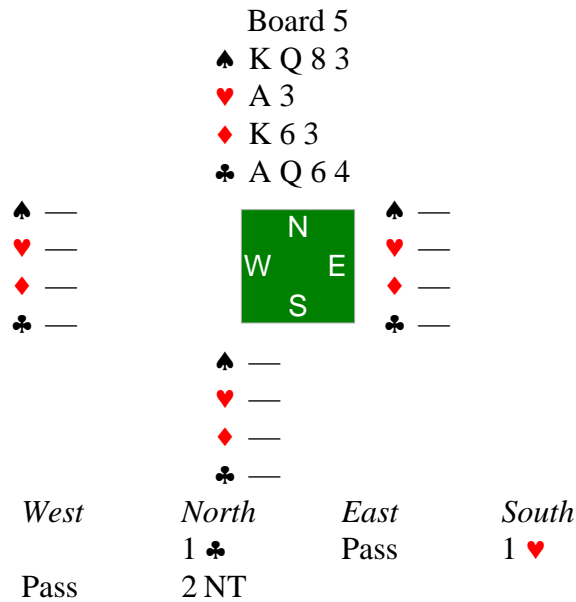 Board 5
♠ K Q 8 3
♥ A 3
♦ K 6 3
♣ A Q 6 4
♠ — N ♠ —
♥ — W E ♥ —
♦ — S ♦ —
♣ — ♣ —
♠ —
♥ —
♦ —
♣ —
West North East South
1 ♣ Pass 1 ♥
Pass 2 NT